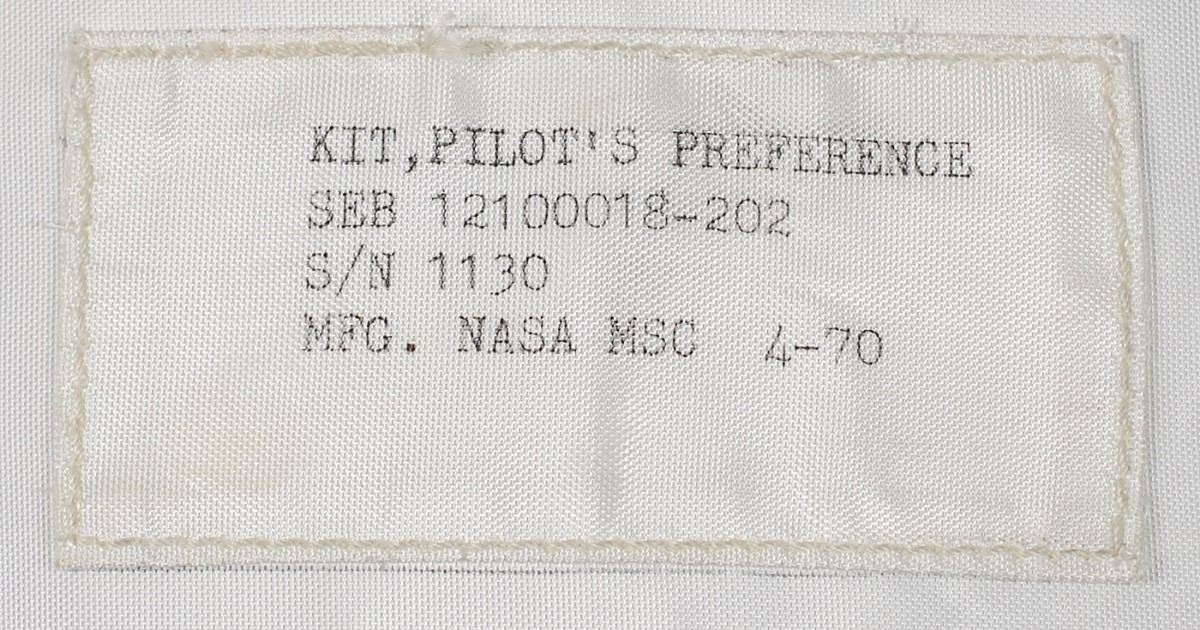 KIT,PILOT'S PREFERENCE
SEB 12100018-202
S/N 1130
MFG. NASA MSC 4-70